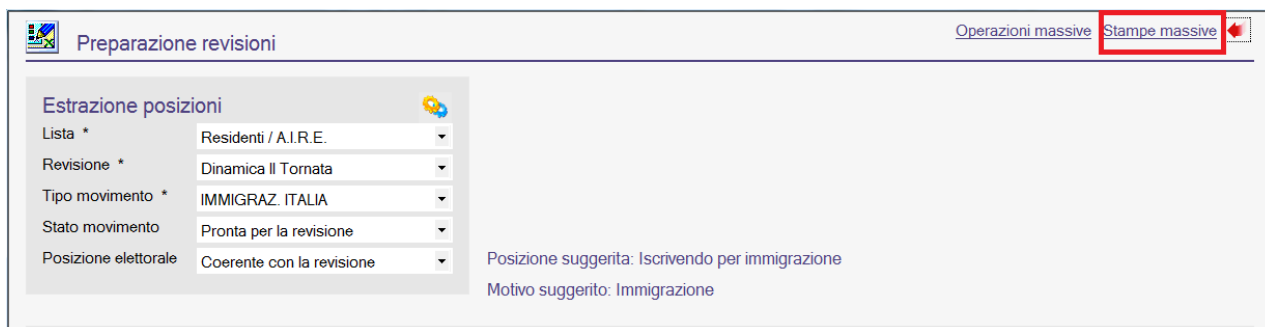 Preparazione revisioni
Operazioni massive Stampe massive
Estrazione posizioni
Lista * Residenti / A.I.R.E.
Revisione * Dinamica II Tornata
Tipo movimento * IMMIGRAZ. ITALIA
Stato movimento Pronta per la revisione
Posizione elettorale Coerente con la revisione
Posizione suggerita: Iscrivendo per immigrazione
Motivo suggerito: Immigrazione